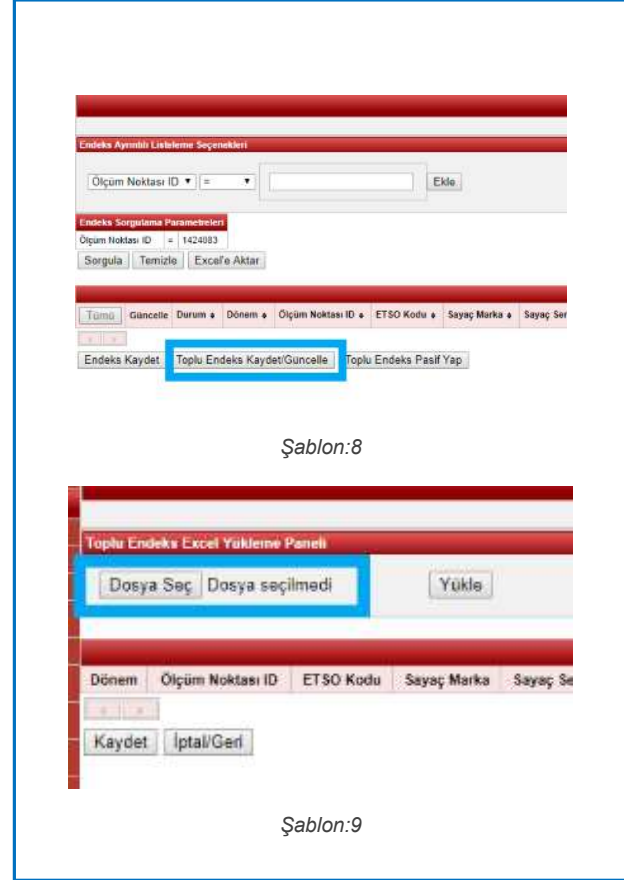 Endeks Ayrıntılı Listeleme Seçenekleri
Ölçüm Noktası ID = Ekle
Endeks Sorgulama Parametreleri
Ölçüm Noktası ID = 1424083
Sorgula Temizle Excel'e Aktar
Tümü Güncelle Durum Dönem Ölçüm Noktası ID ETSO Kodu Sayaç Marka Sayaç Ser
Endeks Kaydet Toplu Endeks Kaydet/Güncelle Toplu Endeks Pasif Yap
Şablon:8
Toplu Endeks Excel Yükleme Paneli
Dosya Seç Dosya seçilmedi Yükle
Dönem Ölçüm Noktası ID ETSO Kodu Sayaç Marka Sayaç Se
Kaydet İptal/Geri
Şablon:9